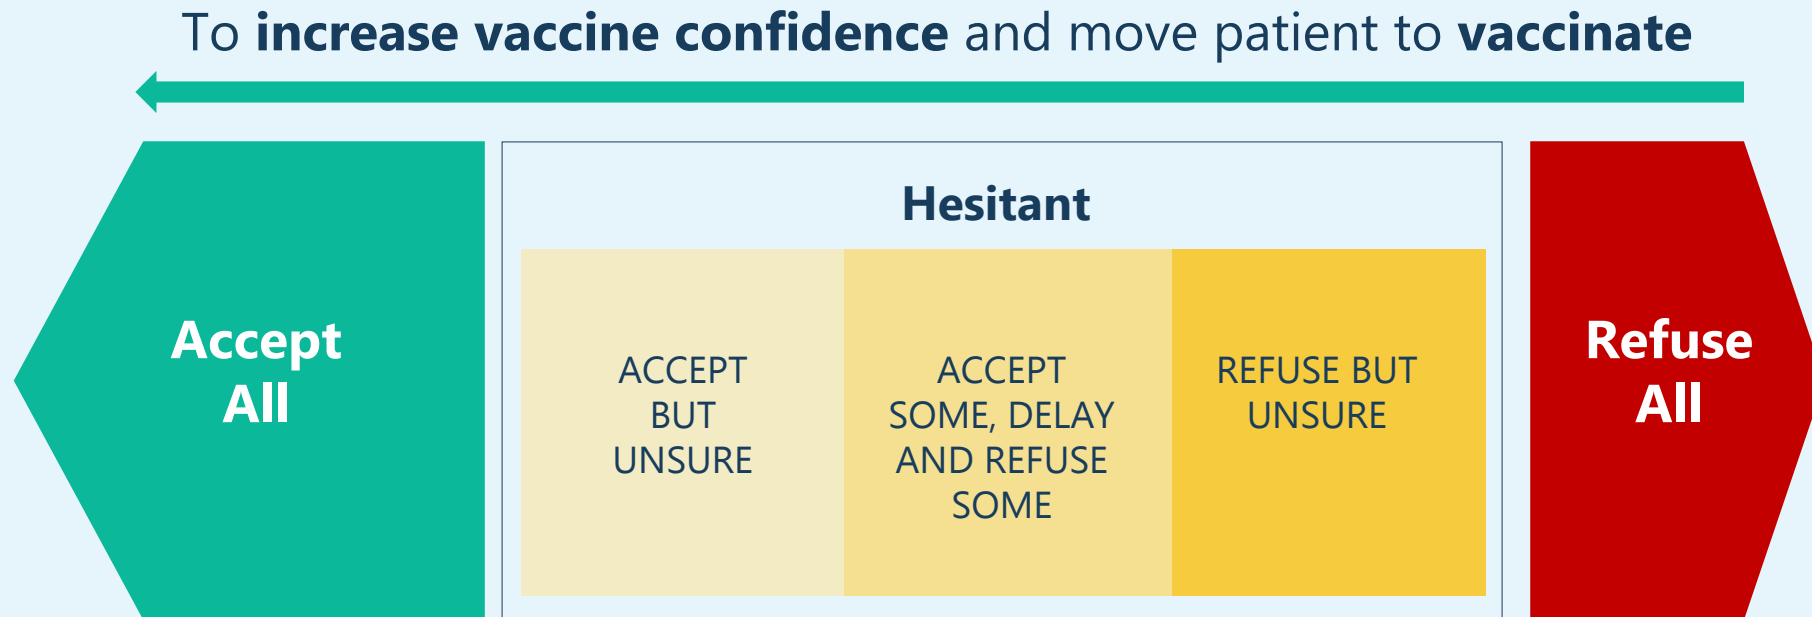 To increase vaccine confidence and move patient to vaccinate
Hesitant
Accept
All
ACCEPT
BUT
UNSURE
ACCEPT
SOME, DELAY
AND REFUSE
SOME
REFUSE BUT
UNSURE
Refuse
All